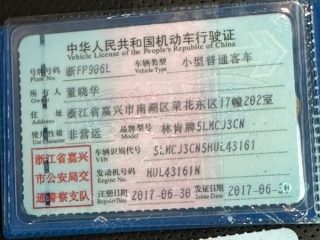 中华人民共和国机动车行驶证
Vehicle License of the People's Republic of China
号牌号码 浙FP906L 车辆类型 小型普通客车
Plate No. Vehicle Type
所有人 董晓华
住址 浙江省嘉兴市南湖区菜花东区17幢202室
使用性质 非营运 品牌型号 林肯牌5LMCJ3CN
浙江省嘉兴市公安局交通警察支队
车辆识别代号 5LMCJ3CN5HUL43161
VIN
发动机号码 HUL43161N
Engine No.
注册日期 2017-06-30 发证日期 2017-06-30
Register Date Issue Date